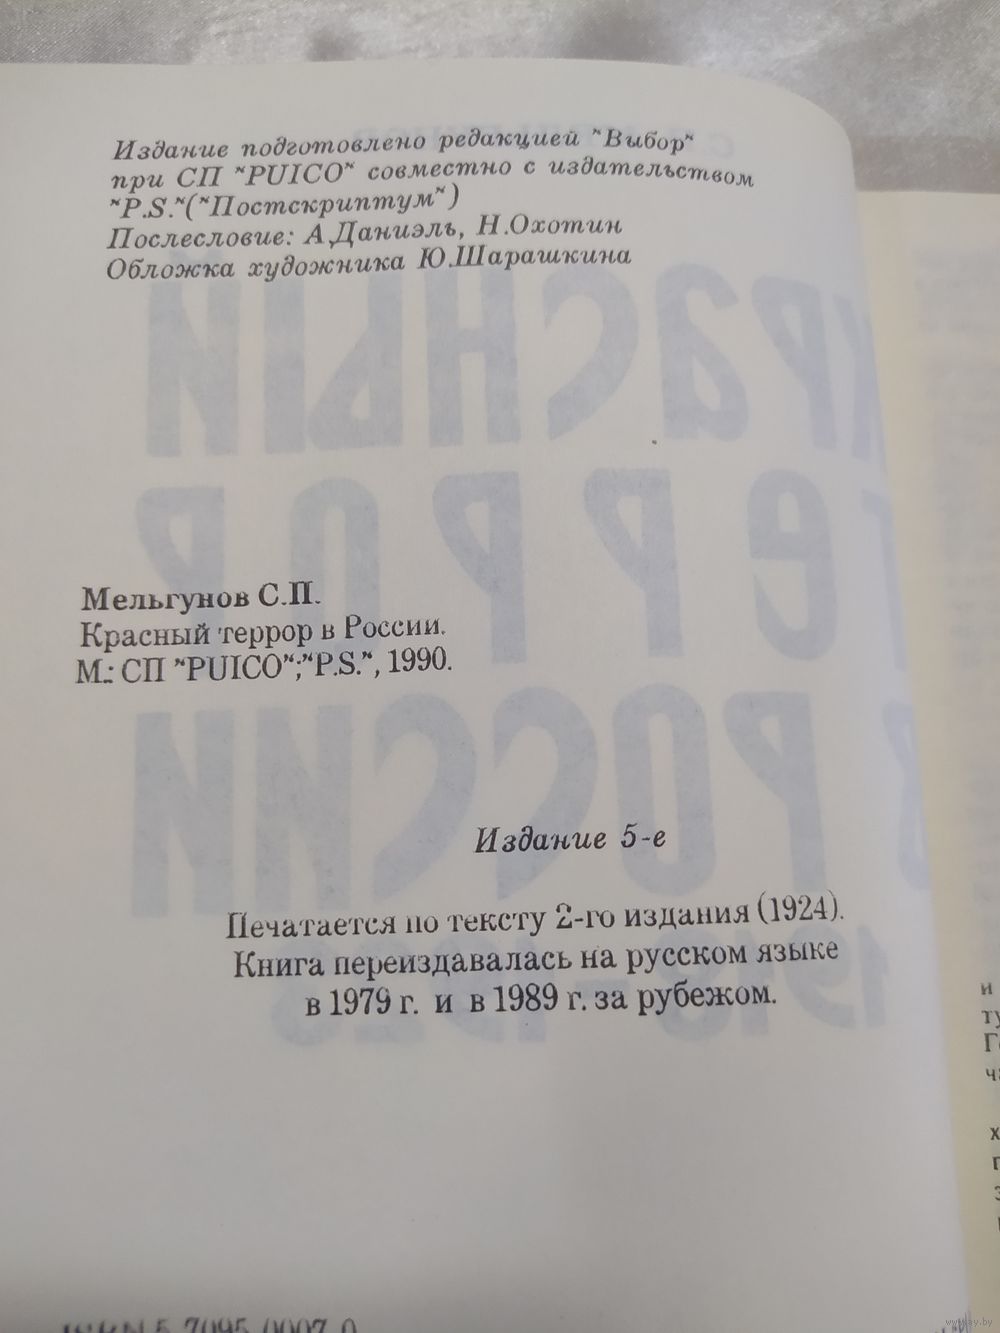 Издание подготовлено редакцией "Выбор"
при СП "PUICO" совместно с издательством
"P.S."("Постскриптум")
Послесловие: А.Даниэль, Н.Охотин
Обложка художника Ю.Шарашкина
Мельгунов С.П.
Красный террор в России.
М.: СП "PUICO";"P.S.", 1990.
Издание 5-е
Печатается по тексту 2-го издания (1924).
Книга переиздавалась на русском языке
в 1979 г. и в 1989 г. за рубежом.